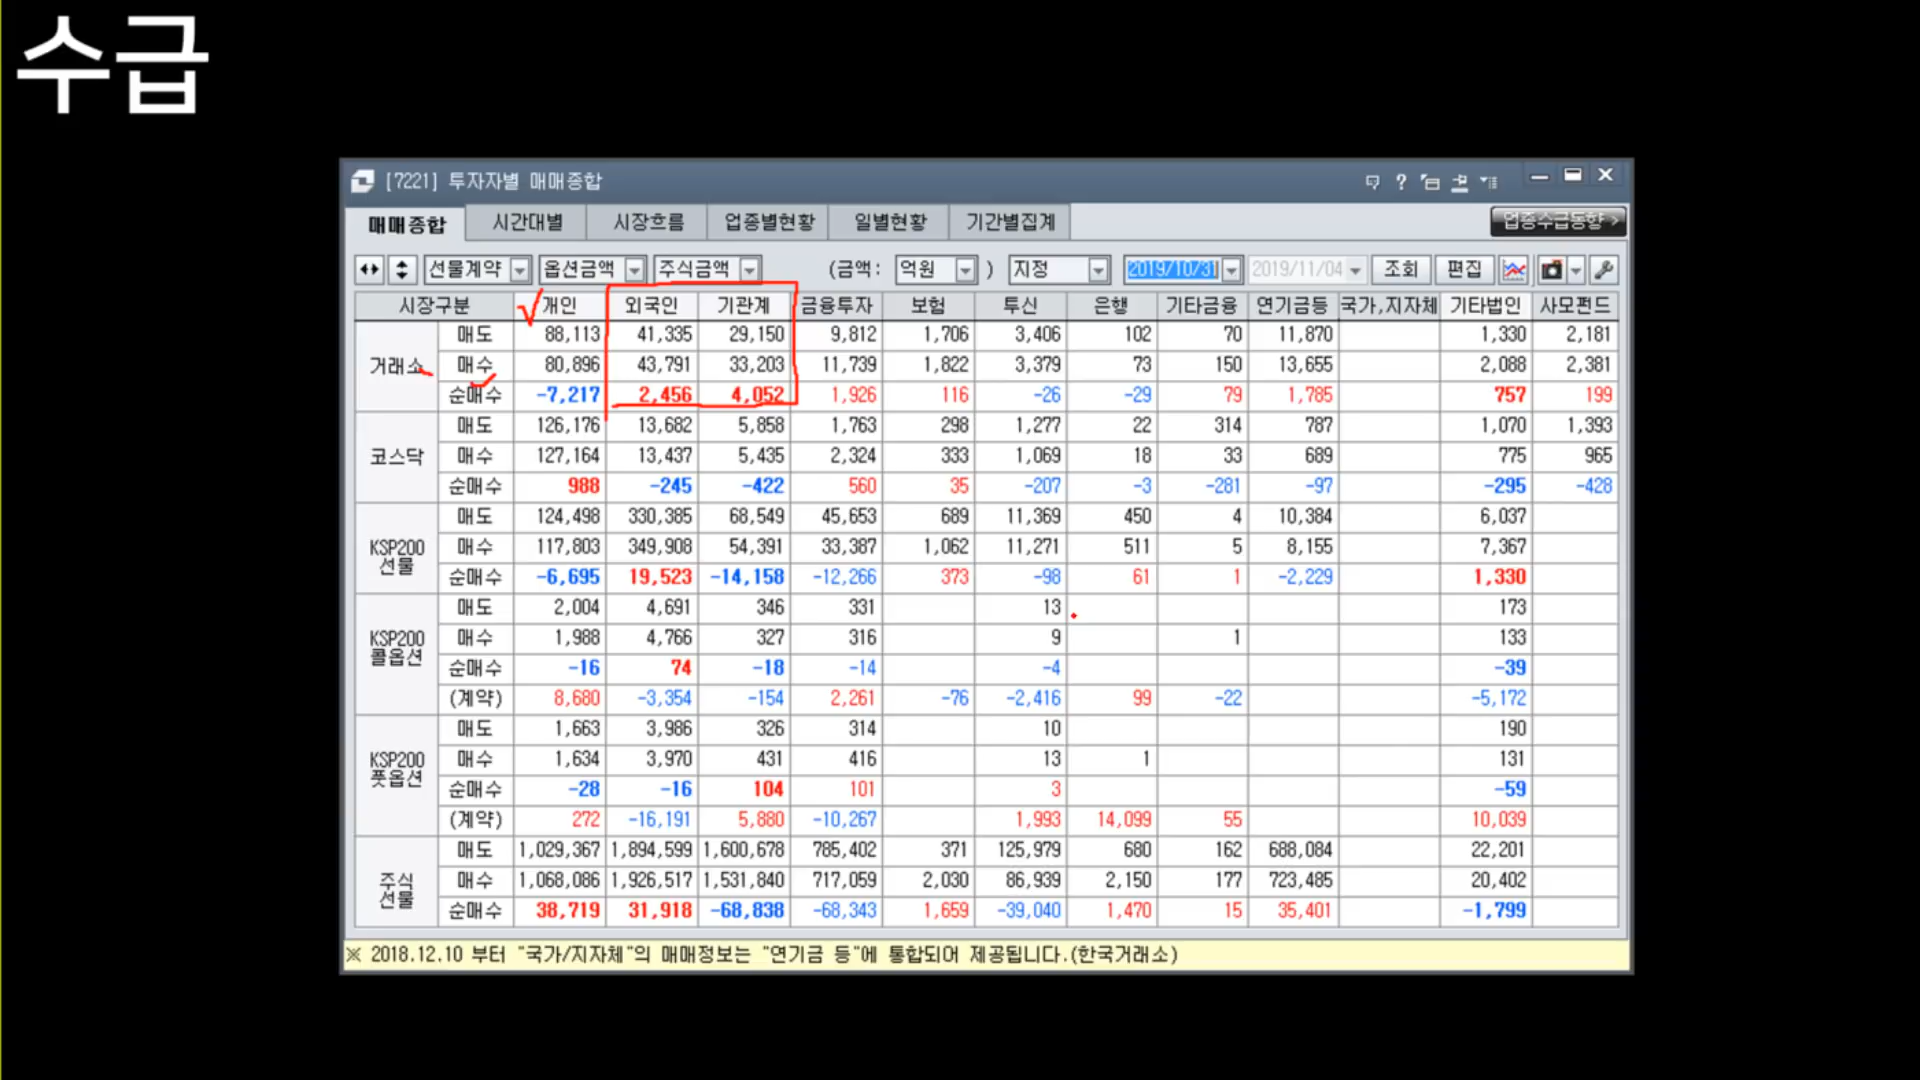 수급
[7221] 투자자별 매매종합
매매종합 시간대별 시장흐름 업종별현황 일별현황 기간별집계 업종수급동향 >
선물계약 옵션금액 주식금액 (금액: 억원 ) 지정 2019/10/31 2019/11/04 조회 편집
시장구분 개인 외국인 기관계 금융투자 보험 투신 은행 기타금융 연기금등 국가,지자체 기타법인 사모펀드
거래소
매도 88,113 41,335 29,150 9,812 1,706 3,406 102 70 11,870 1,330 2,181
매수 80,896 43,791 33,203 11,739 1,822 3,379 73 150 13,655 2,088 2,381
순매수 -7,217 2,456 4,052 1,926 116 -26 -29 79 1,785 757 199
코스닥
매도 126,176 13,682 5,858 1,763 298 1,277 22 314 787 1,070 1,393
매수 127,164 13,437 5,435 2,324 333 1,069 18 33 689 775 965
순매수 988 -245 -422 560 35 -207 -3 -281 -97 -295 -428
KSP200
선물
매도 124,498 330,385 68,549 45,653 689 11,369 450 4 10,384 6,037
매수 117,803 349,908 54,391 33,387 1,062 11,271 511 5 8,155 7,367
순매수 -6,695 19,523 -14,158 -12,266 373 -98 61 1 -2,229 1,330
KSP200
콜옵션
매도 2,004 4,691 346 331 13 173
매수 1,988 4,766 327 316 9 1 133
순매수 -16 74 -18 -14 -4 -39
(계약) 8,680 -3,354 -154 2,261 -76 -2,416 99 -22 -5,172
KSP200
풋옵션
매도 1,663 3,986 326 314 10 190
매수 1,634 3,970 431 416 13 1 131
순매수 -28 -16 104 101 3 -59
(계약) 272 -16,191 5,880 -10,267 1,993 14,099 55 10,039
주식
선물
매도 1,029,367 1,894,599 1,600,678 785,402 371 125,979 680 162 688,084 22,201
매수 1,068,086 1,926,517 1,531,840 717,059 2,030 86,939 2,150 177 723,485 20,402
순매수 38,719 31,918 -68,838 -68,343 1,659 -39,040 1,470 15 35,401 -1,799
※ 2018.12.10 부터 "국가/지자체"의 매매정보는 "연기금 등"에 통합되어 제공됩니다.(한국거래소)